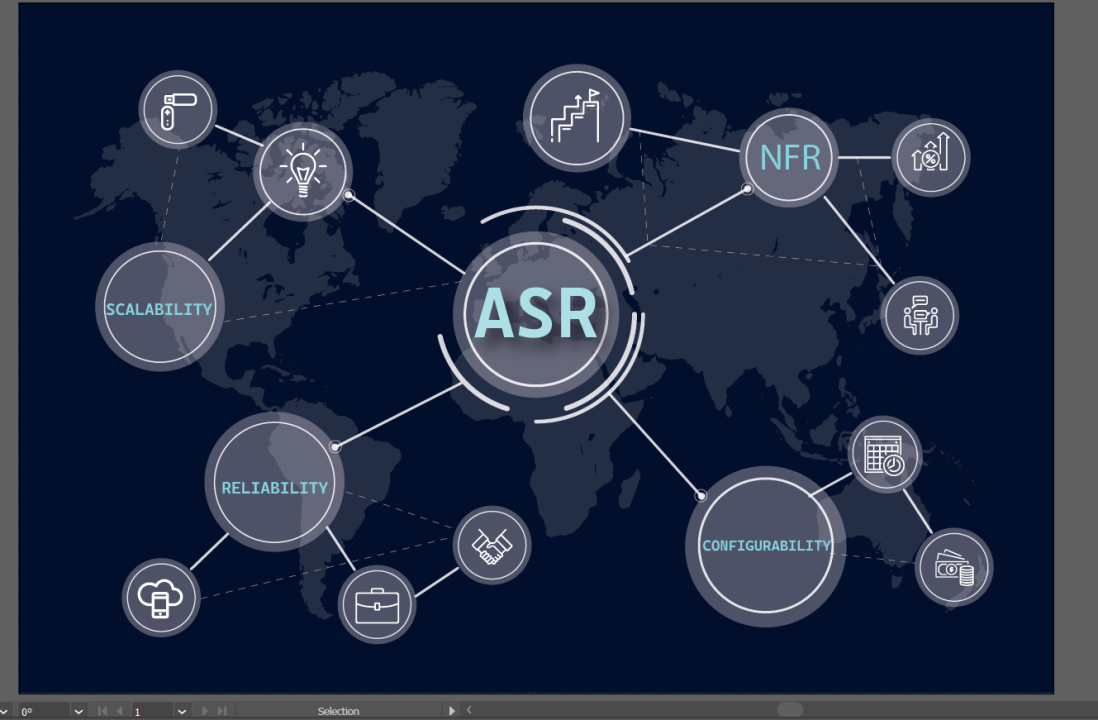 NFR
ASR
SCALABILITY
RELIABILITY
CONFIGURABILITY
0°
1
Selection